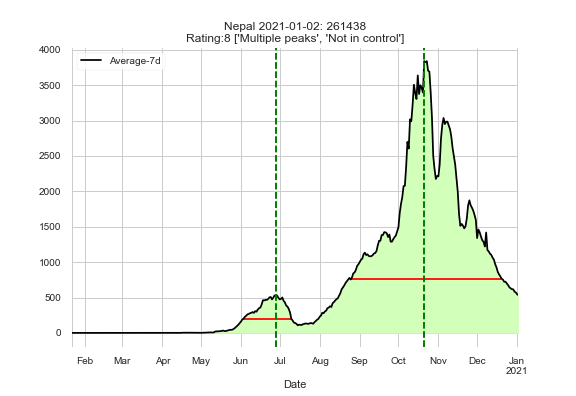 Nepal 2021-01-02: 261438
Rating:8 ['Multiple peaks', 'Not in control']
Average-7d
4000
3500
3000
2500
2000
1500
1000
500
0
Feb Mar Apr May Jun Jul Aug Sep Oct Nov Dec Jan
2021
Date